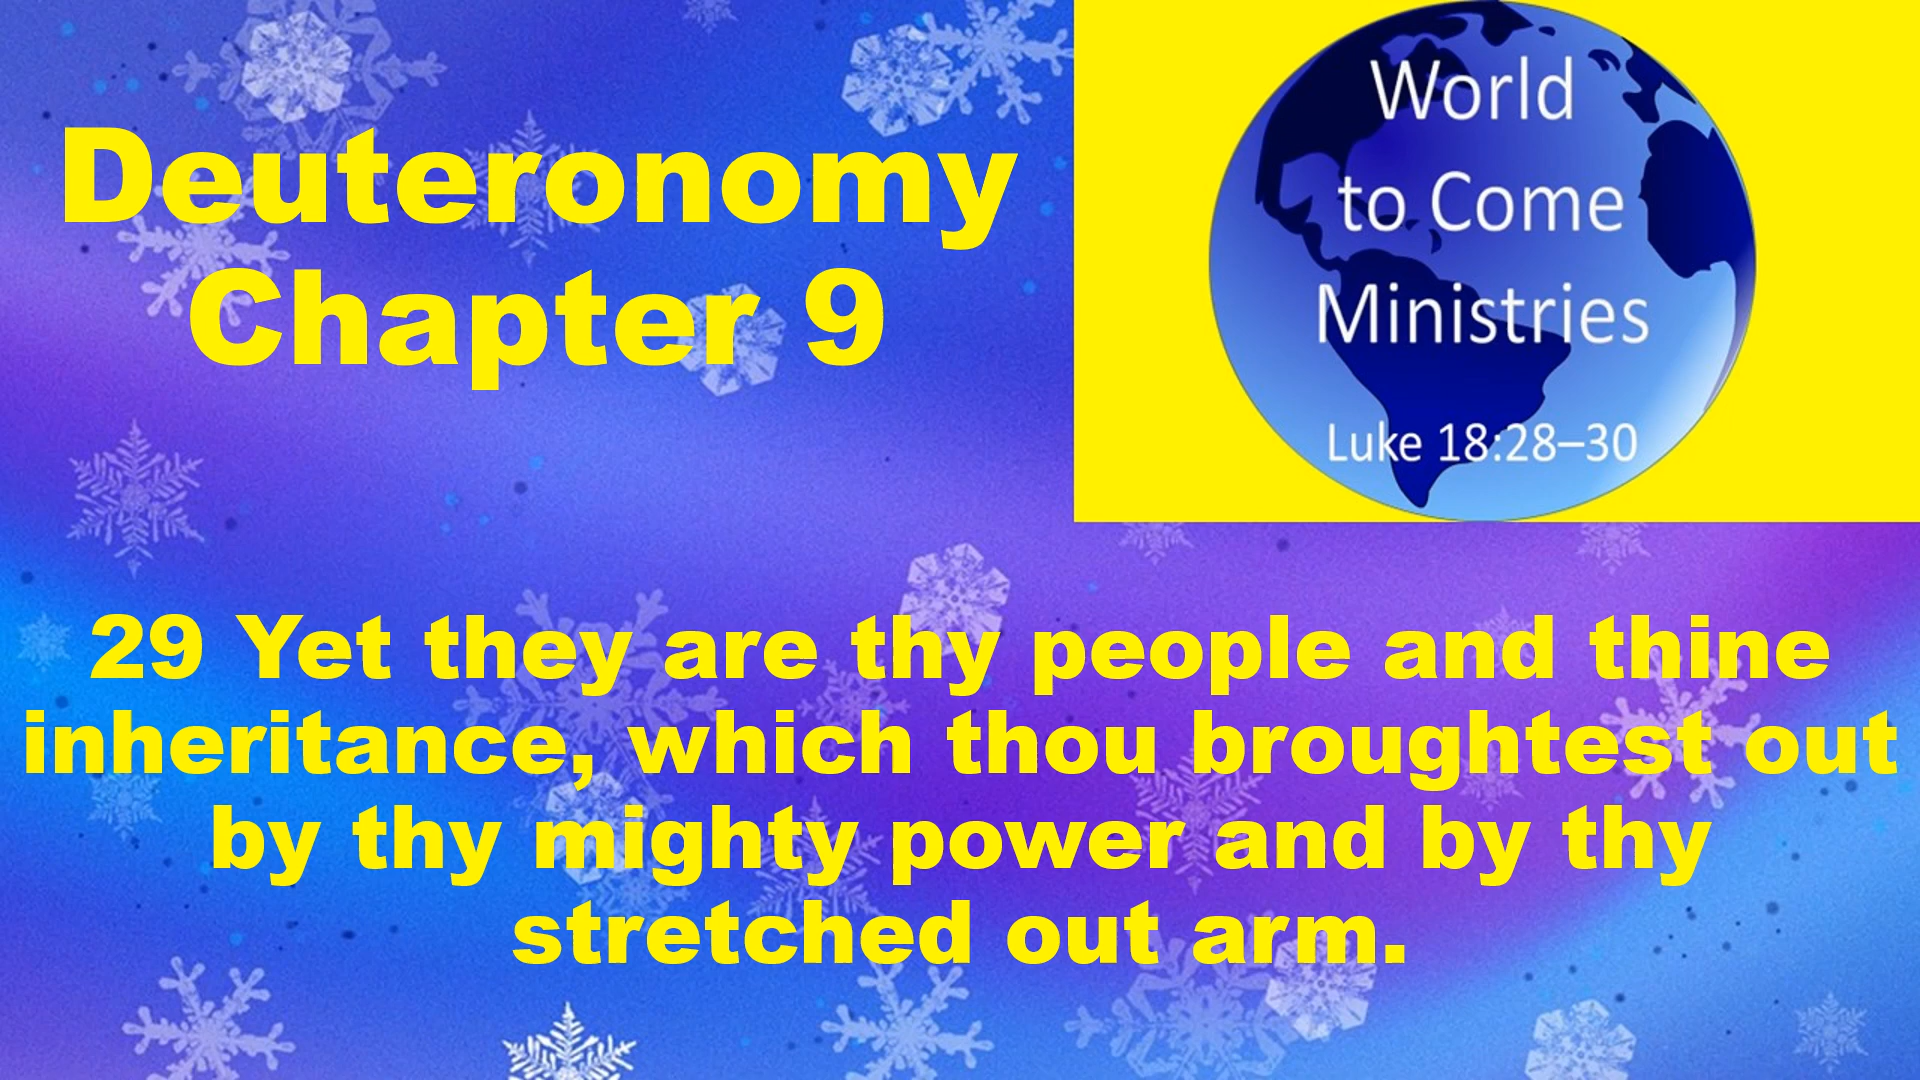 Deuteronomy
Chapter 9
World
to Come
Ministries
Luke 18:28–30
29 Yet they are thy people and thine
inheritance, which thou broughtest out
by thy mighty power and by thy
stretched out arm.